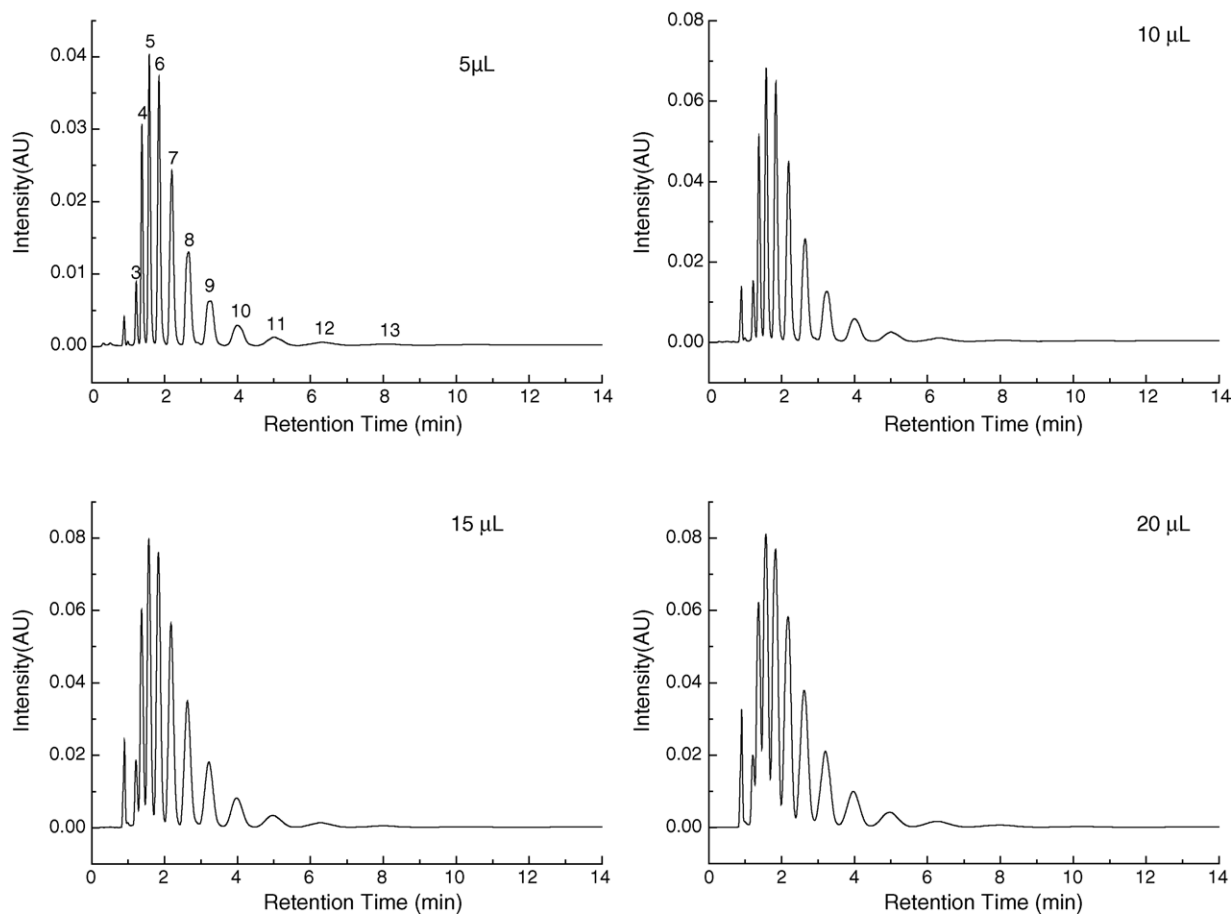 5μL
5
6
4
7
8
3
9
10
11
12
13
0.04
0.03
0.02
0.01
0.00
Intensity(AU)
0 2 4 6 8 10 12 14
Retention Time (min)
10 μL
0.08
0.06
0.04
0.02
0.00
Intensity(AU)
0 2 4 6 8 10 12 14
Retention Time (min)
15 μL
0.08
0.06
0.04
0.02
0.00
Intensity(AU)
0 2 4 6 8 10 12 14
Retention Time (min)
20 μL
0.08
0.06
0.04
0.02
0.00
Intensity(AU)
0 2 4 6 8 10 12 14
Retention Time (min)